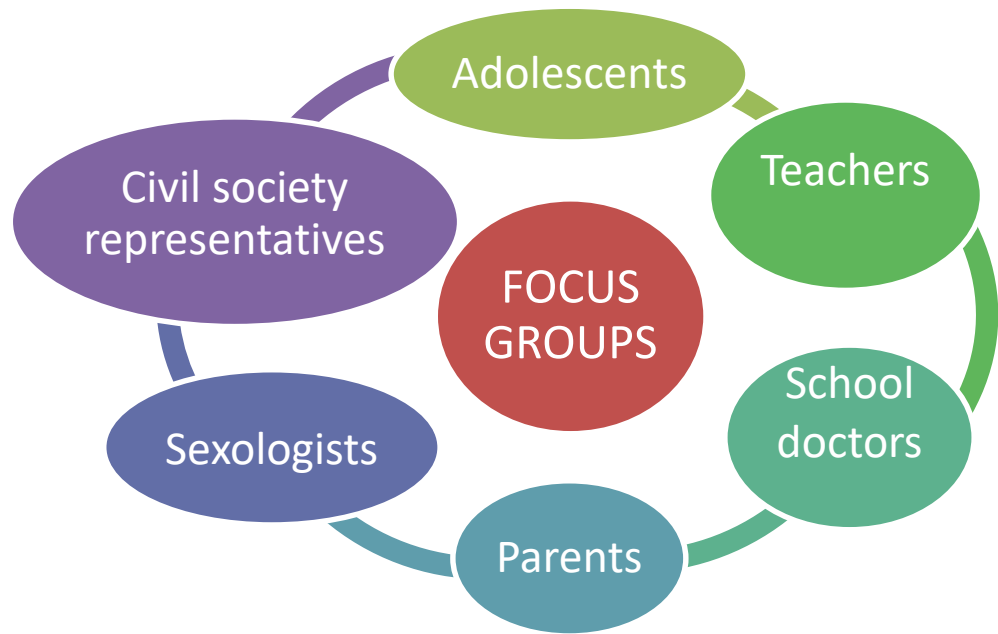 Adolescents
Teachers
School
doctors
Parents
Sexologists
Civil society
representatives
FOCUS
GROUPS